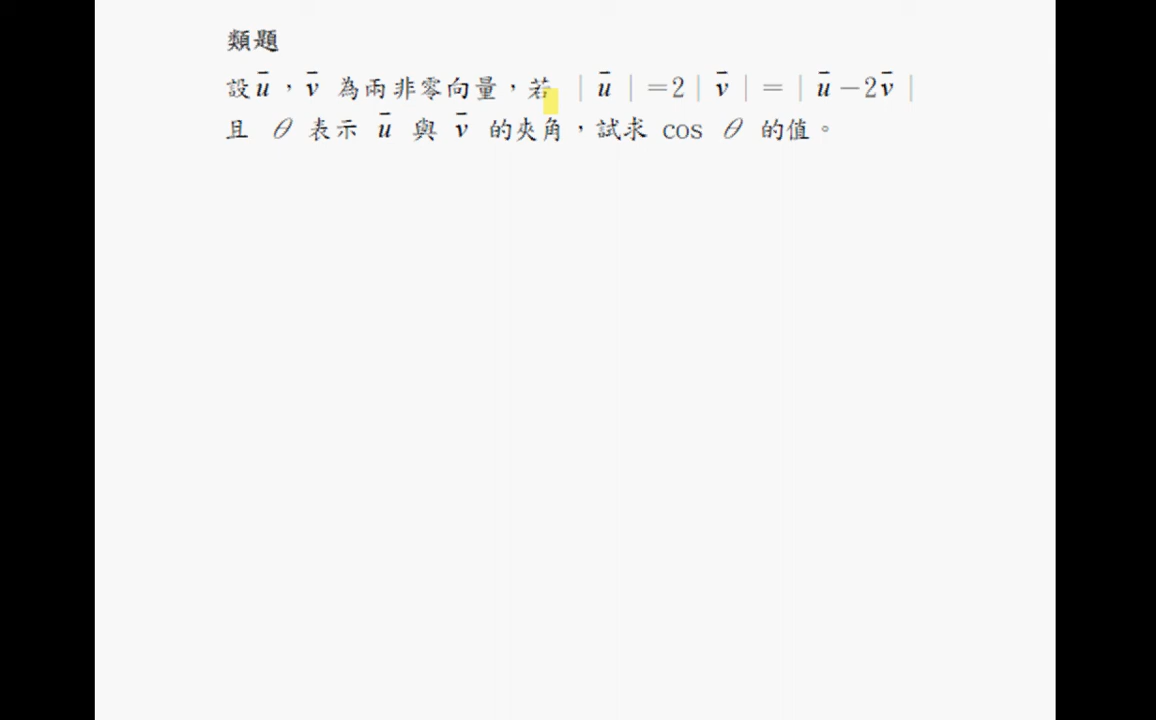 類題
設 u̅，v̅ 為兩非零向量，若 | u̅ |＝2| v̅ |＝| u̅－2v̅ |
且 θ 表示 u̅ 與 v̅ 的夾角，試求 cos θ 的值。